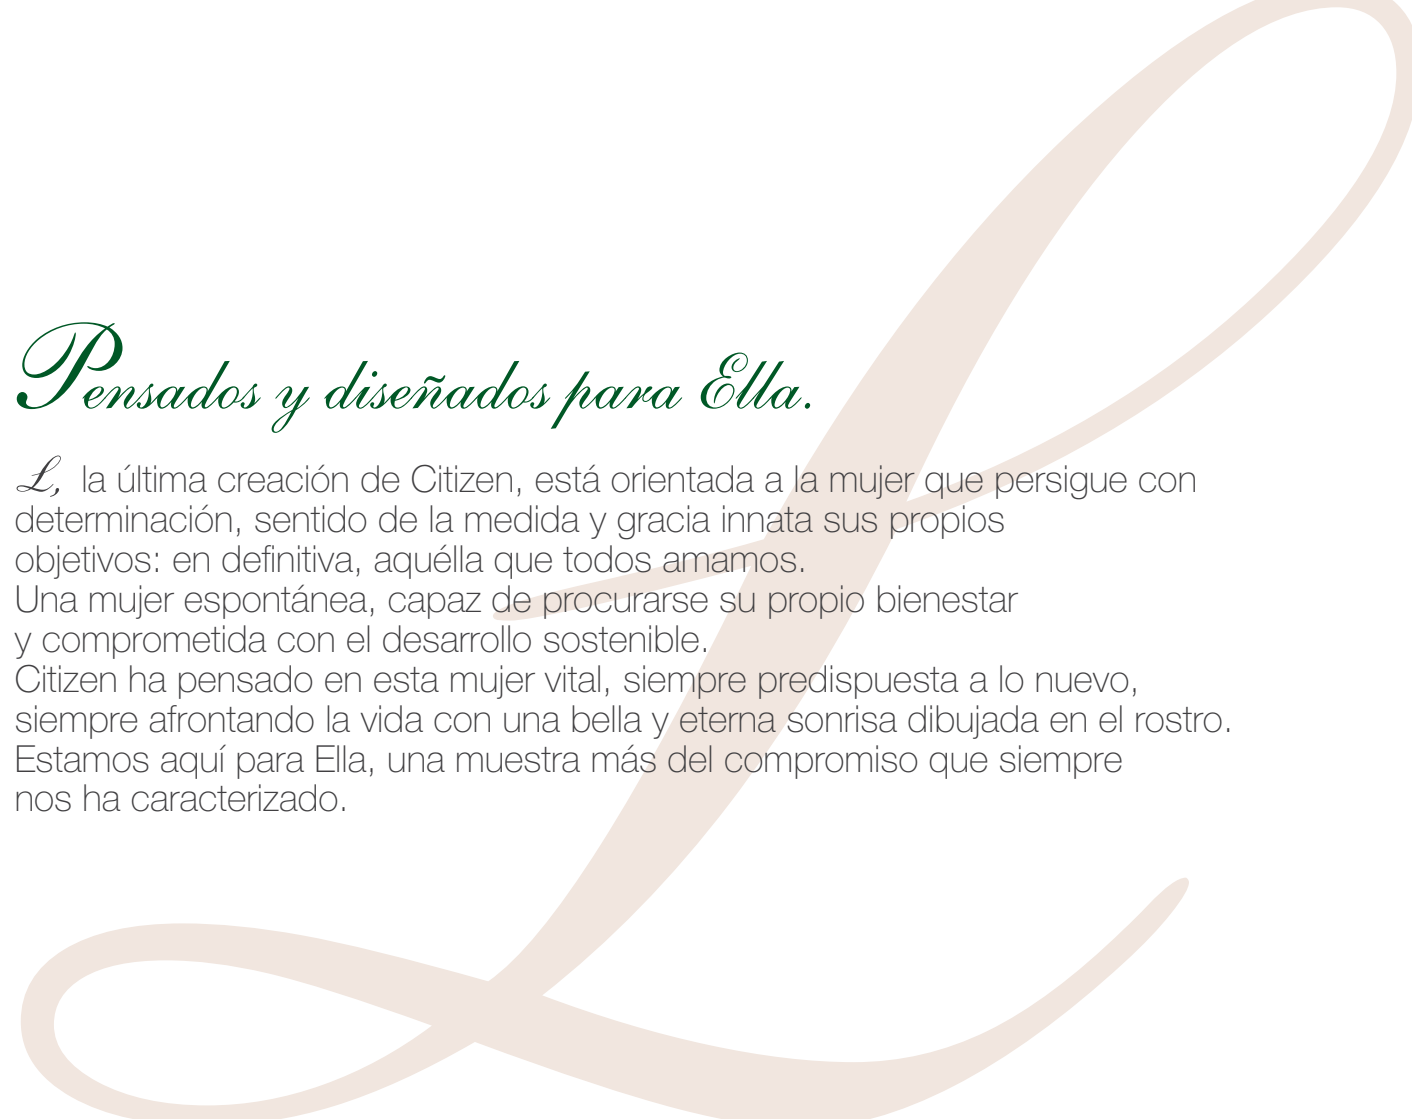 Pensados y diseñados para Ella.
L, la última creación de Citizen, está orientada a la mujer que persigue con
determinación, sentido de la medida y gracia innata sus propios
objetivos: en definitiva, aquélla que todos amamos.
Una mujer espontánea, capaz de procurarse su propio bienestar
y comprometida con el desarrollo sostenible.
Citizen ha pensado en esta mujer vital, siempre predispuesta a lo nuevo,
siempre afrontando la vida con una bella y eterna sonrisa dibujada en el rostro.
Estamos aquí para Ella, una muestra más del compromiso que siempre
nos ha caracterizado.
L